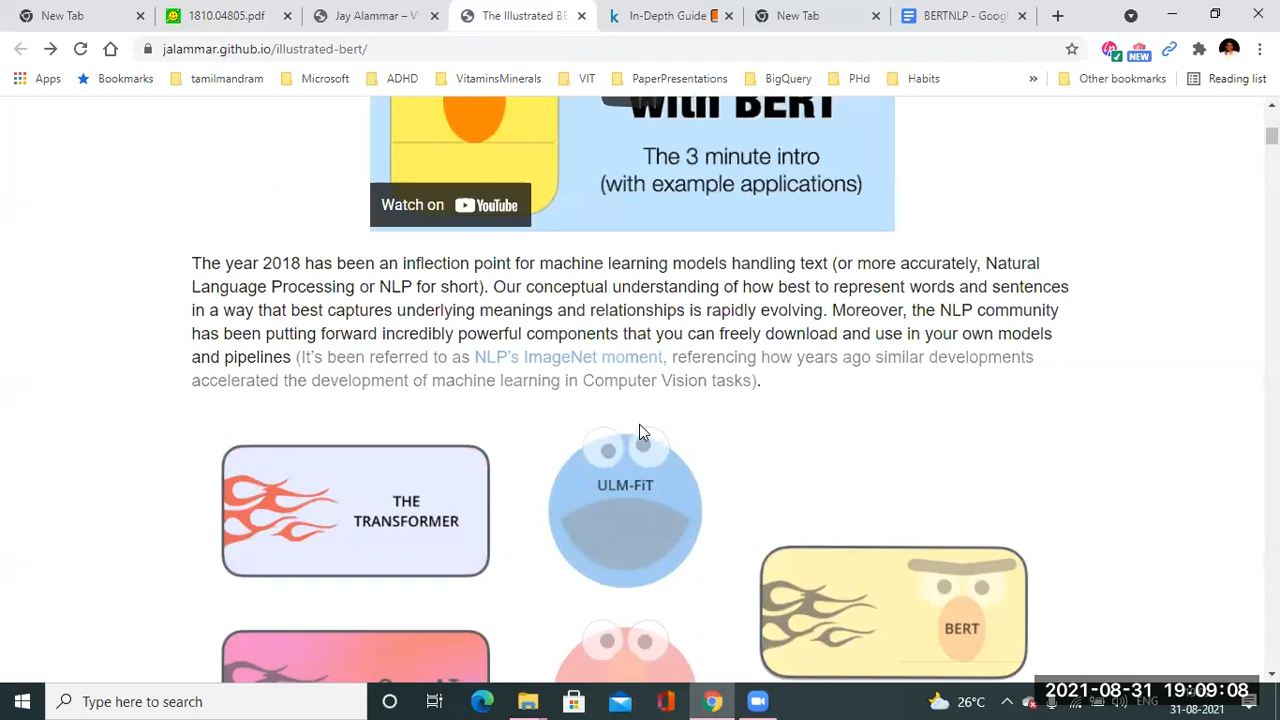 New Tab
1810.04805.pdf
Jay Alammar – V
The Illustrated BE
In-Depth Guide
New Tab
BERTNLP - Goog
jalammar.github.io/illustrated-bert/
NEW
Apps
Bookmarks
tamilmandram
Microsoft
ADHD
VitaminsMinerals
VIT
PaperPresentations
BigQuery
PHd
Habits
»
Other bookmarks
Reading list
with BERT
The 3 minute intro
(with example applications)
Watch on YouTube
The year 2018 has been an inflection point for machine learning models handling text (or more accurately, Natural
Language Processing or NLP for short). Our conceptual understanding of how best to represent words and sentences
in a way that best captures underlying meanings and relationships is rapidly evolving. Moreover, the NLP community
has been putting forward incredibly powerful components that you can freely download and use in your own models
and pipelines (It's been referred to as NLP's ImageNet moment, referencing how years ago similar developments
accelerated the development of machine learning in Computer Vision tasks).
THE
TRANSFORMER
ULM-FiT
BERT
Type here to search
26°C
ENG
2021-08-31 19:09:08
31-08-2021